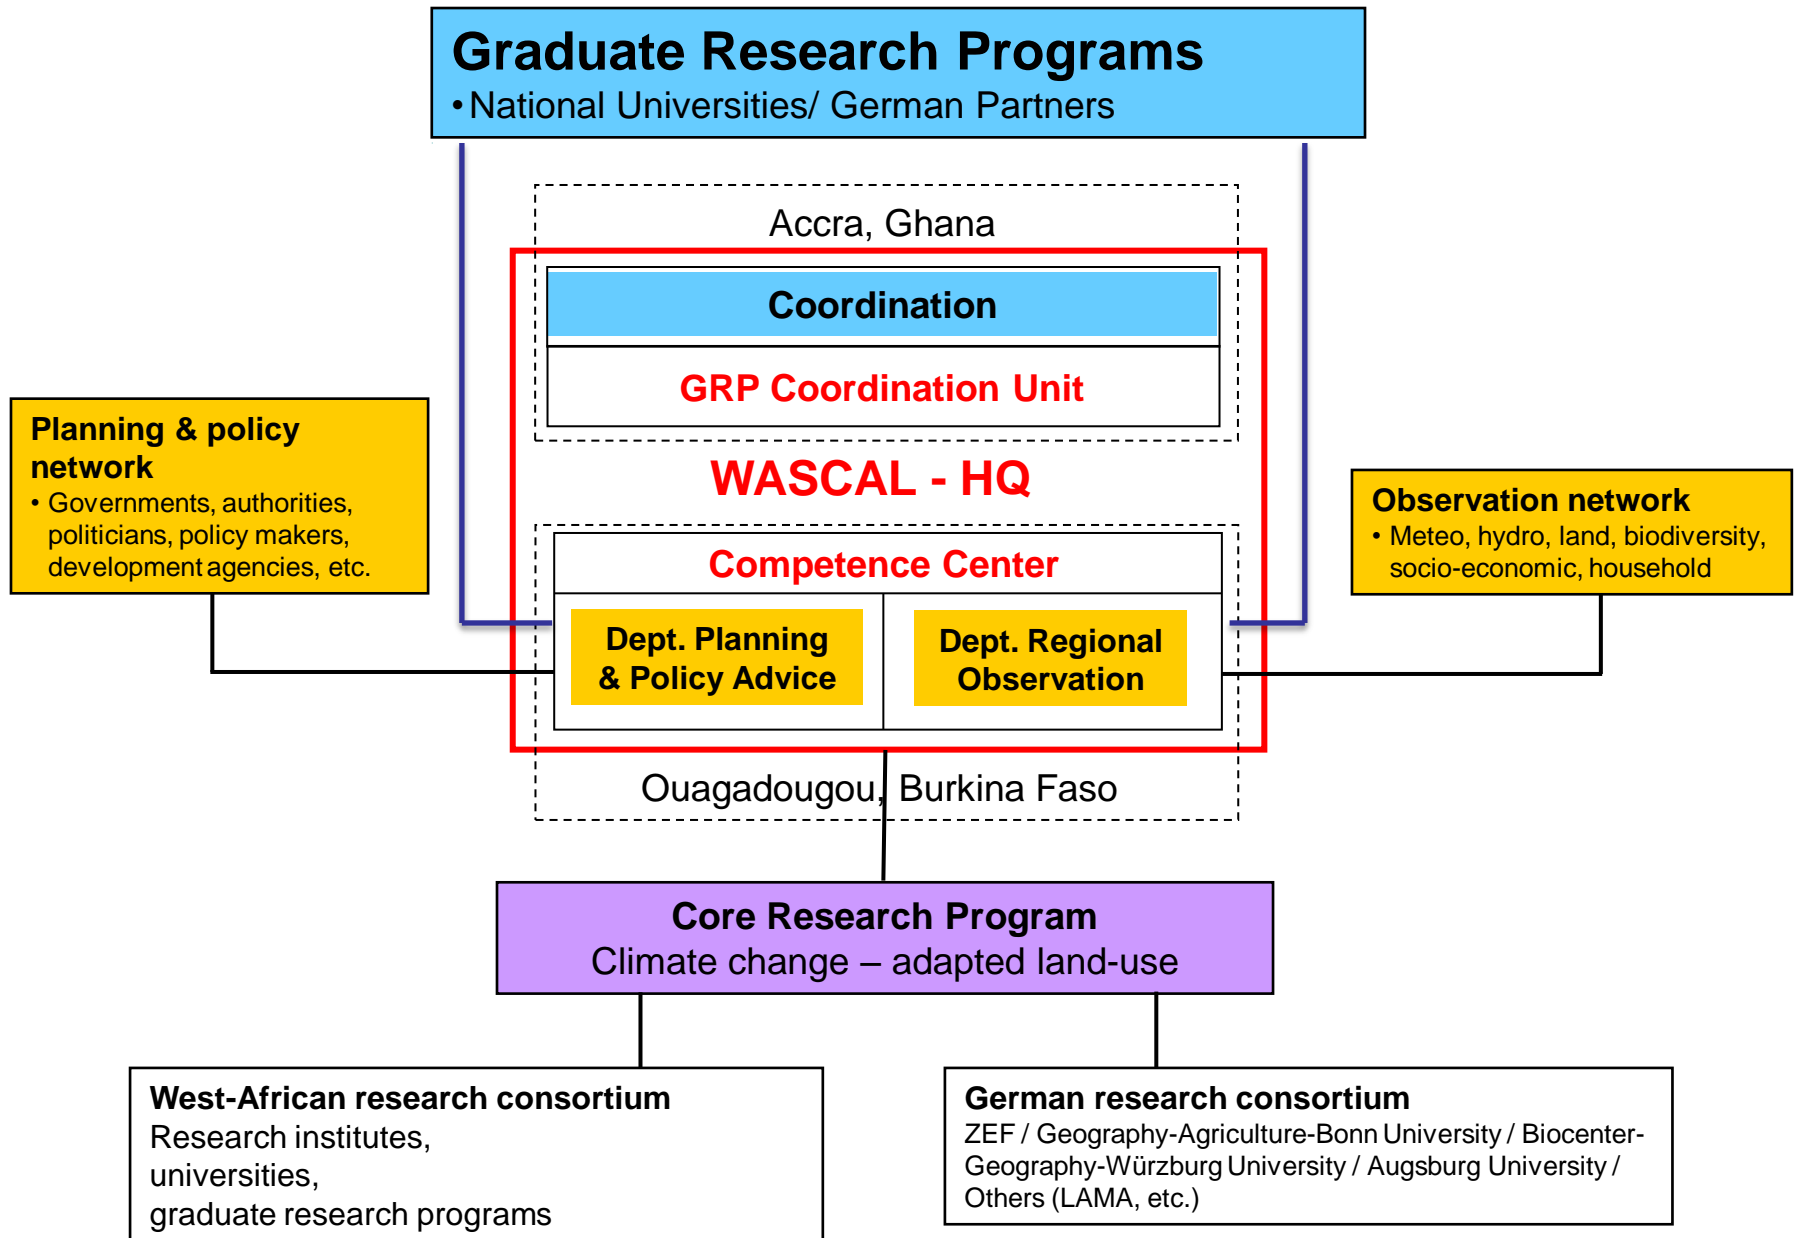 Graduate Research Programs
• National Universities/ German Partners
Accra, Ghana
Coordination
GRP Coordination Unit
Planning & policy
network
• Governments, authorities,
politicians, policy makers,
development agencies, etc.
WASCAL - HQ
Observation network
• Meteo, hydro, land, biodiversity,
socio-economic, household
Competence Center
Dept. Planning
& Policy Advice
Dept. Regional
Observation
Ouagadougou, Burkina Faso
Core Research Program
Climate change – adapted land-use
West-African research consortium
Research institutes,
universities,
graduate research programs
German research consortium
ZEF / Geography-Agriculture-Bonn University / Biocenter-
Geography-Würzburg University / Augsburg University /
Others (LAMA, etc.)